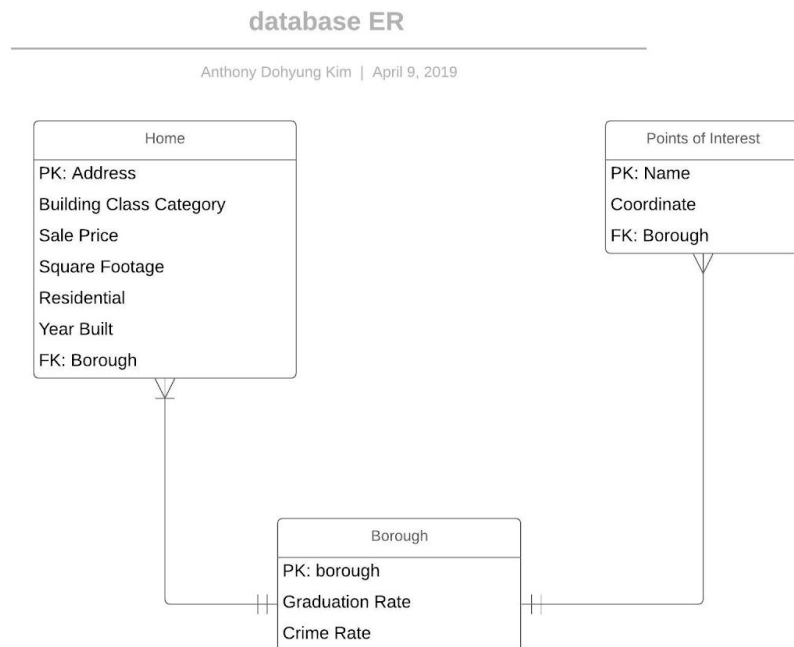 database ER
Anthony Dohyung Kim | April 9, 2019
Home
PK: Address
Building Class Category
Sale Price
Square Footage
Residential
Year Built
FK: Borough
Points of Interest
PK: Name
Coordinate
FK: Borough
Borough
PK: borough
Graduation Rate
Crime Rate